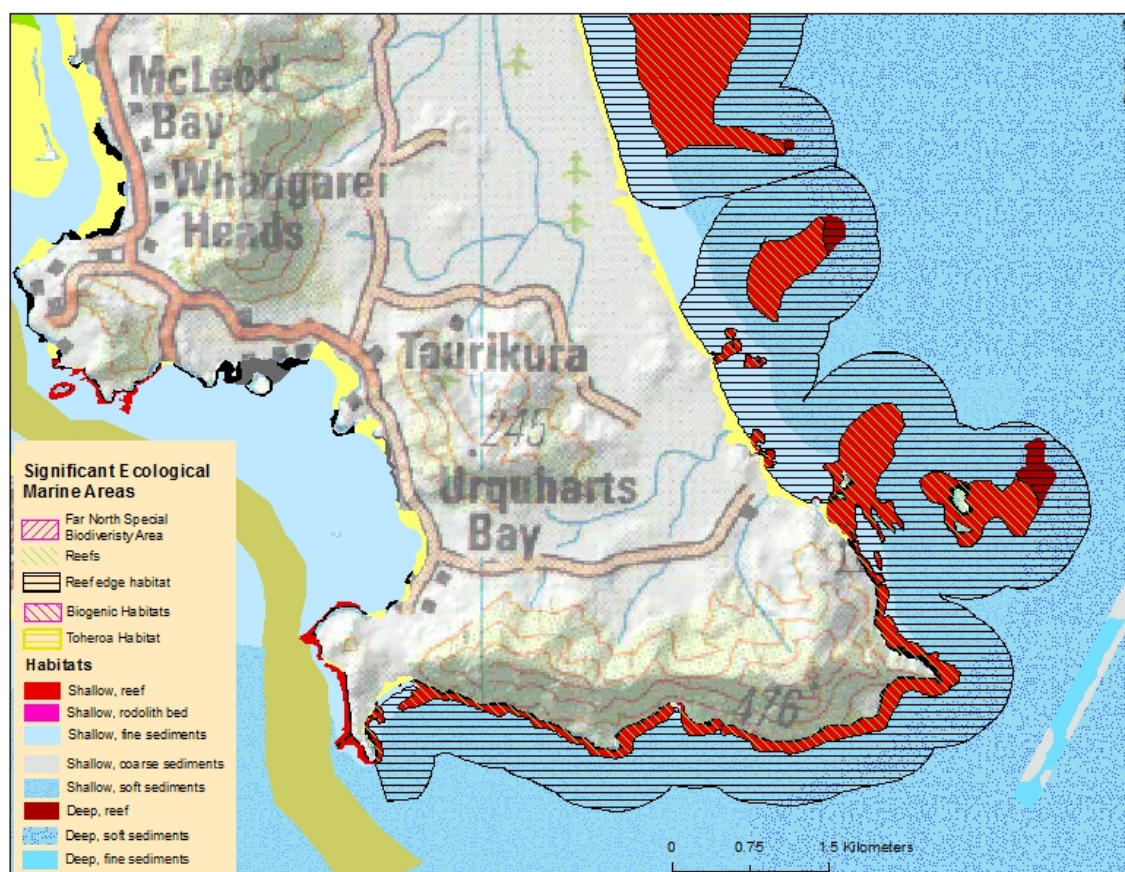 McLeod
Bay
Whangarei
Heads
Taurikura
245
Urquharts
Bay
476
Significant Ecological
Marine Areas
Far North Special
Biodiveristy Area
Reefs
Reef edge habitat
Biogenic Habitats
Toheroa Habitat
Habitats
Shallow, reef
Shallow, rodolith bed
Shallow, fine sediments
Shallow, coarse sediments
Shallow, soft sediments
Deep, reef
Deep, soft sediments
Deep, fine sediments
0 0.75 1.5 Kilometers